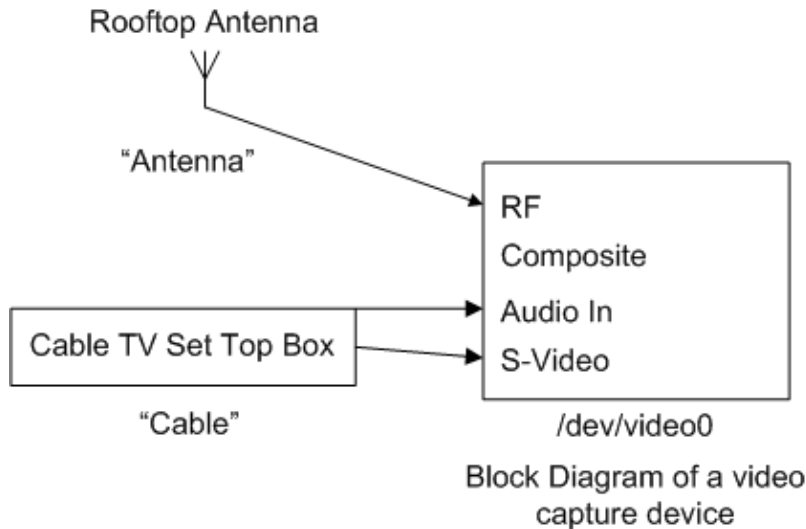 Rooftop Antenna
“Antenna”
RF
Composite
Audio In
S-Video
Cable TV Set Top Box
“Cable”
/dev/video0
Block Diagram of a video
capture device